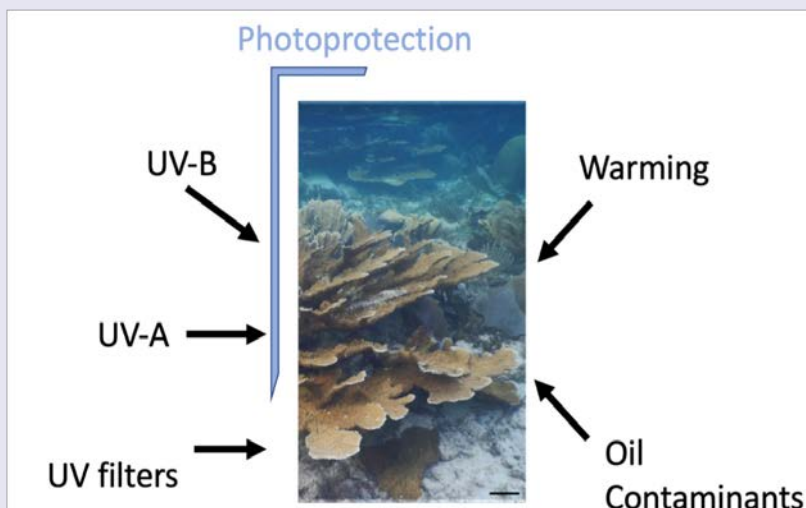 Photoprotection
UV-B
Warming
UV-A
UV filters
Oil
Contaminants